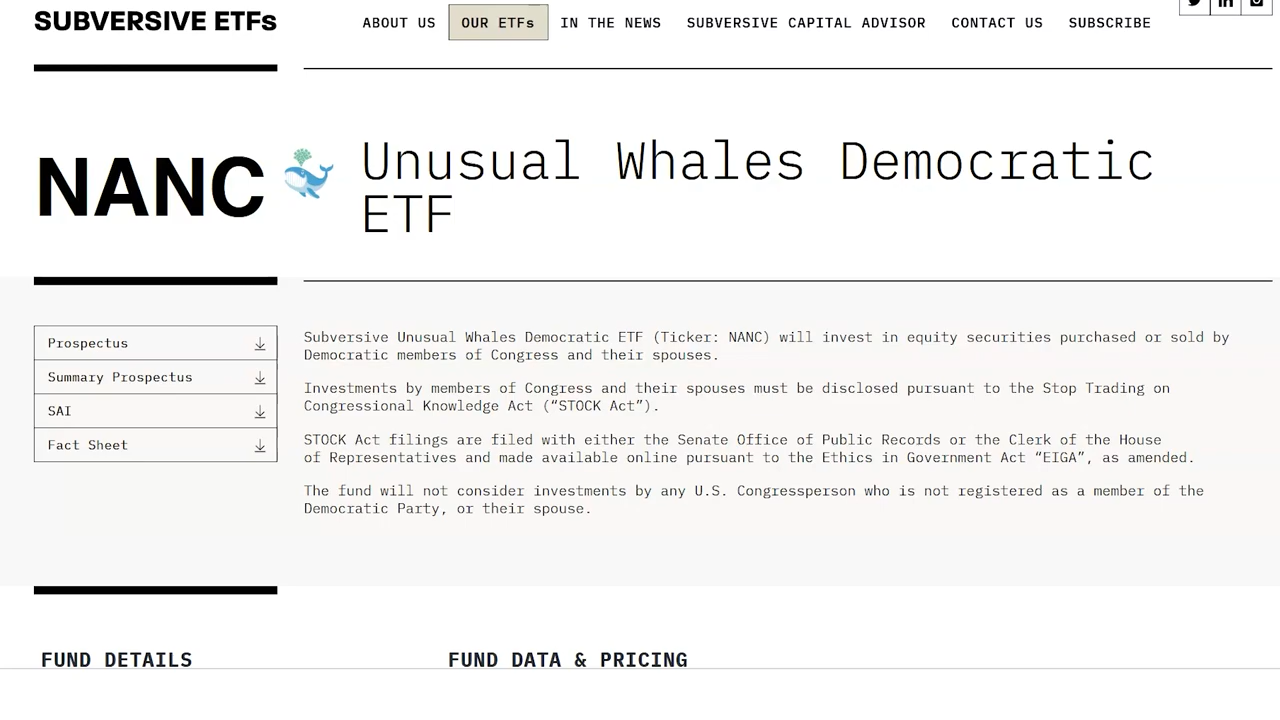 SUBVERSIVE ETFs
ABOUT US OUR ETFs IN THE NEWS SUBVERSIVE CAPITAL ADVISOR CONTACT US SUBSCRIBE
NANC
Unusual Whales Democratic
ETF
Prospectus
Summary Prospectus
SAI
Fact Sheet
Subversive Unusual Whales Democratic ETF (Ticker: NANC) will invest in equity securities purchased or sold by
Democratic members of Congress and their spouses.
Investments by members of Congress and their spouses must be disclosed pursuant to the Stop Trading on
Congressional Knowledge Act (“STOCK Act”).
STOCK Act filings are filed with either the Senate Office of Public Records or the Clerk of the House
of Representatives and made available online pursuant to the Ethics in Government Act “EIGA”, as amended.
The fund will not consider investments by any U.S. Congressperson who is not registered as a member of the
Democratic Party, or their spouse.
FUND DETAILS
FUND DATA & PRICING